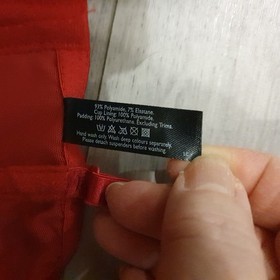 93% Polyamide, 7% Elastane.
Cup Lining: 100% Polyamide.
Padding: 100% Polyurethane. Excluding Trims.
Hand wash only. Wash deep colours separately.
Please detach suspenders before washing.